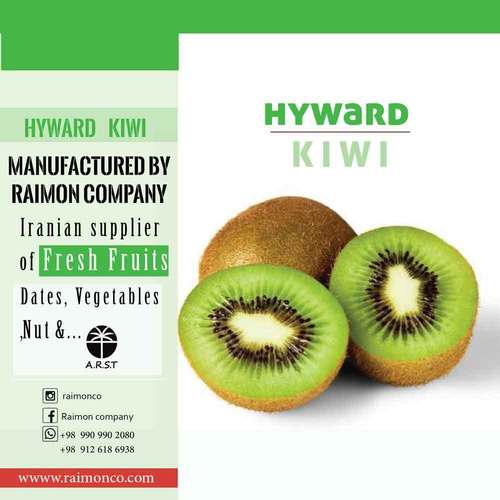 HYWARD KIWI
MANUFACTURED BY
RAIMON COMPANY
Iranian supplier
of Fresh Fruits
Dates, Vegetables
,Nut &...
A.R.S.T
raimonco
Raimon company
+98 990 990 2080
+98 912 618 6938
www.raimonco.com
HYWaRD
KIWI